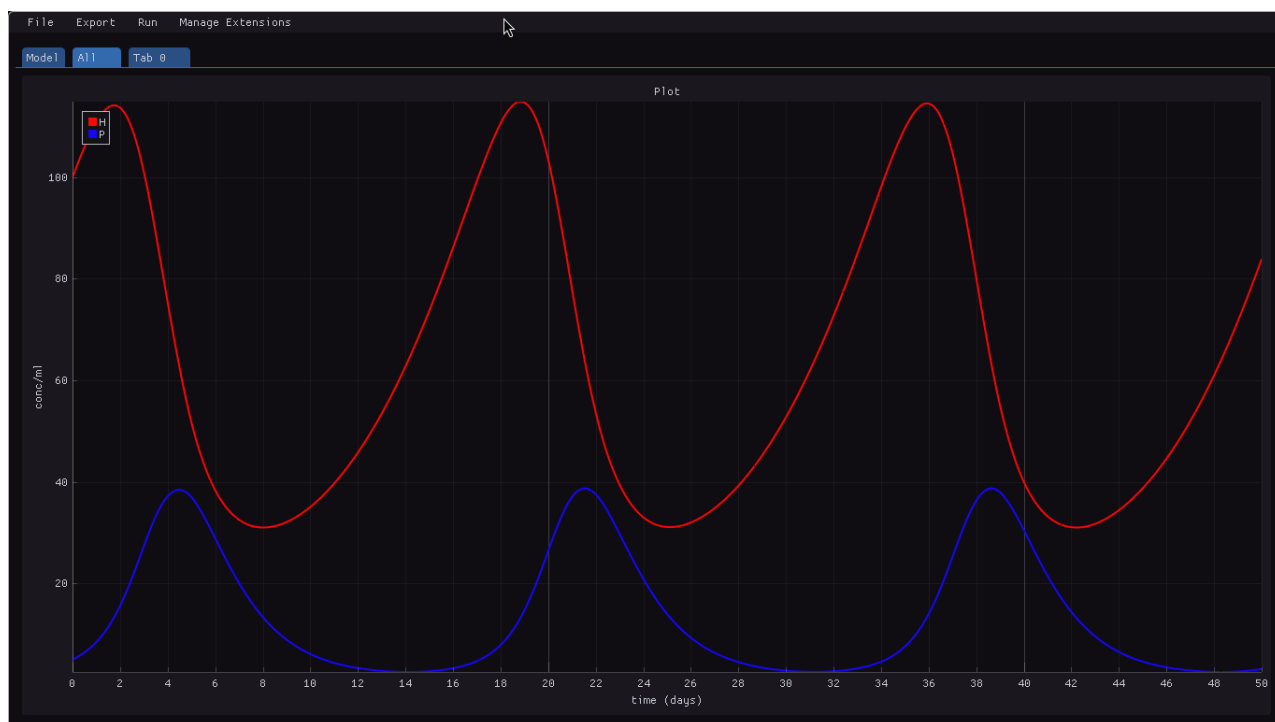 File Export Run Manage Extensions
Model All Tab 0
Plot
H
P
100
80
60
40
20
conc/ml
0 2 4 6 8 10 12 14 16 18 20 22 24 26 28 30 32 34 36 38 40 42 44 46 48 50
time (days)